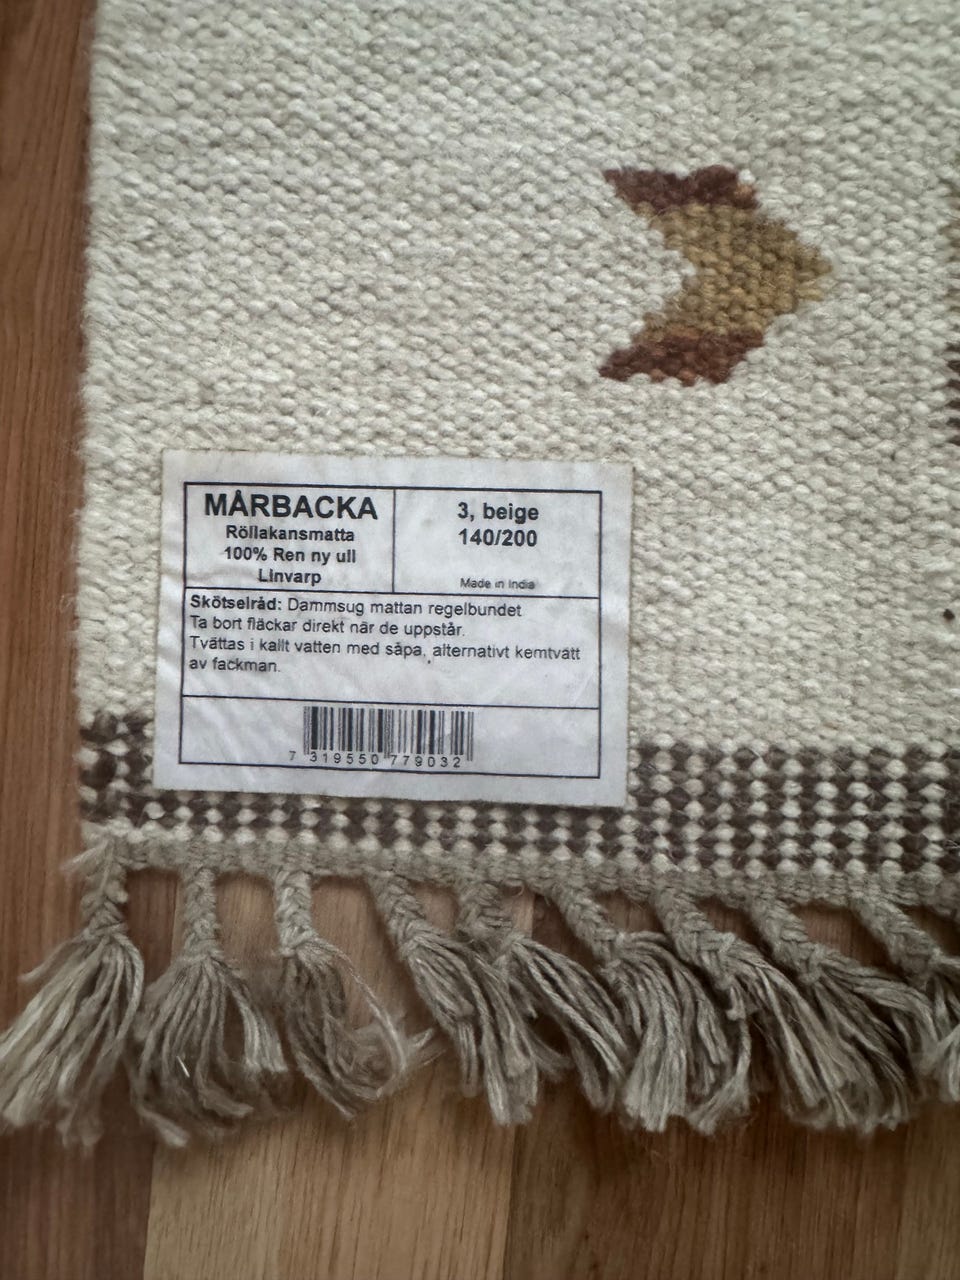 MÅRBACKA
Röllakansmatta
100% Ren ny ull
Linvarp
3, beige
140/200
Made in India
Skötselråd: Dammsug mattan regelbundet
Ta bort fläckar direkt när de uppstår.
Tvättas i kallt vatten med såpa, alternativt kemtvätt
av fackman.
7 319550 779032